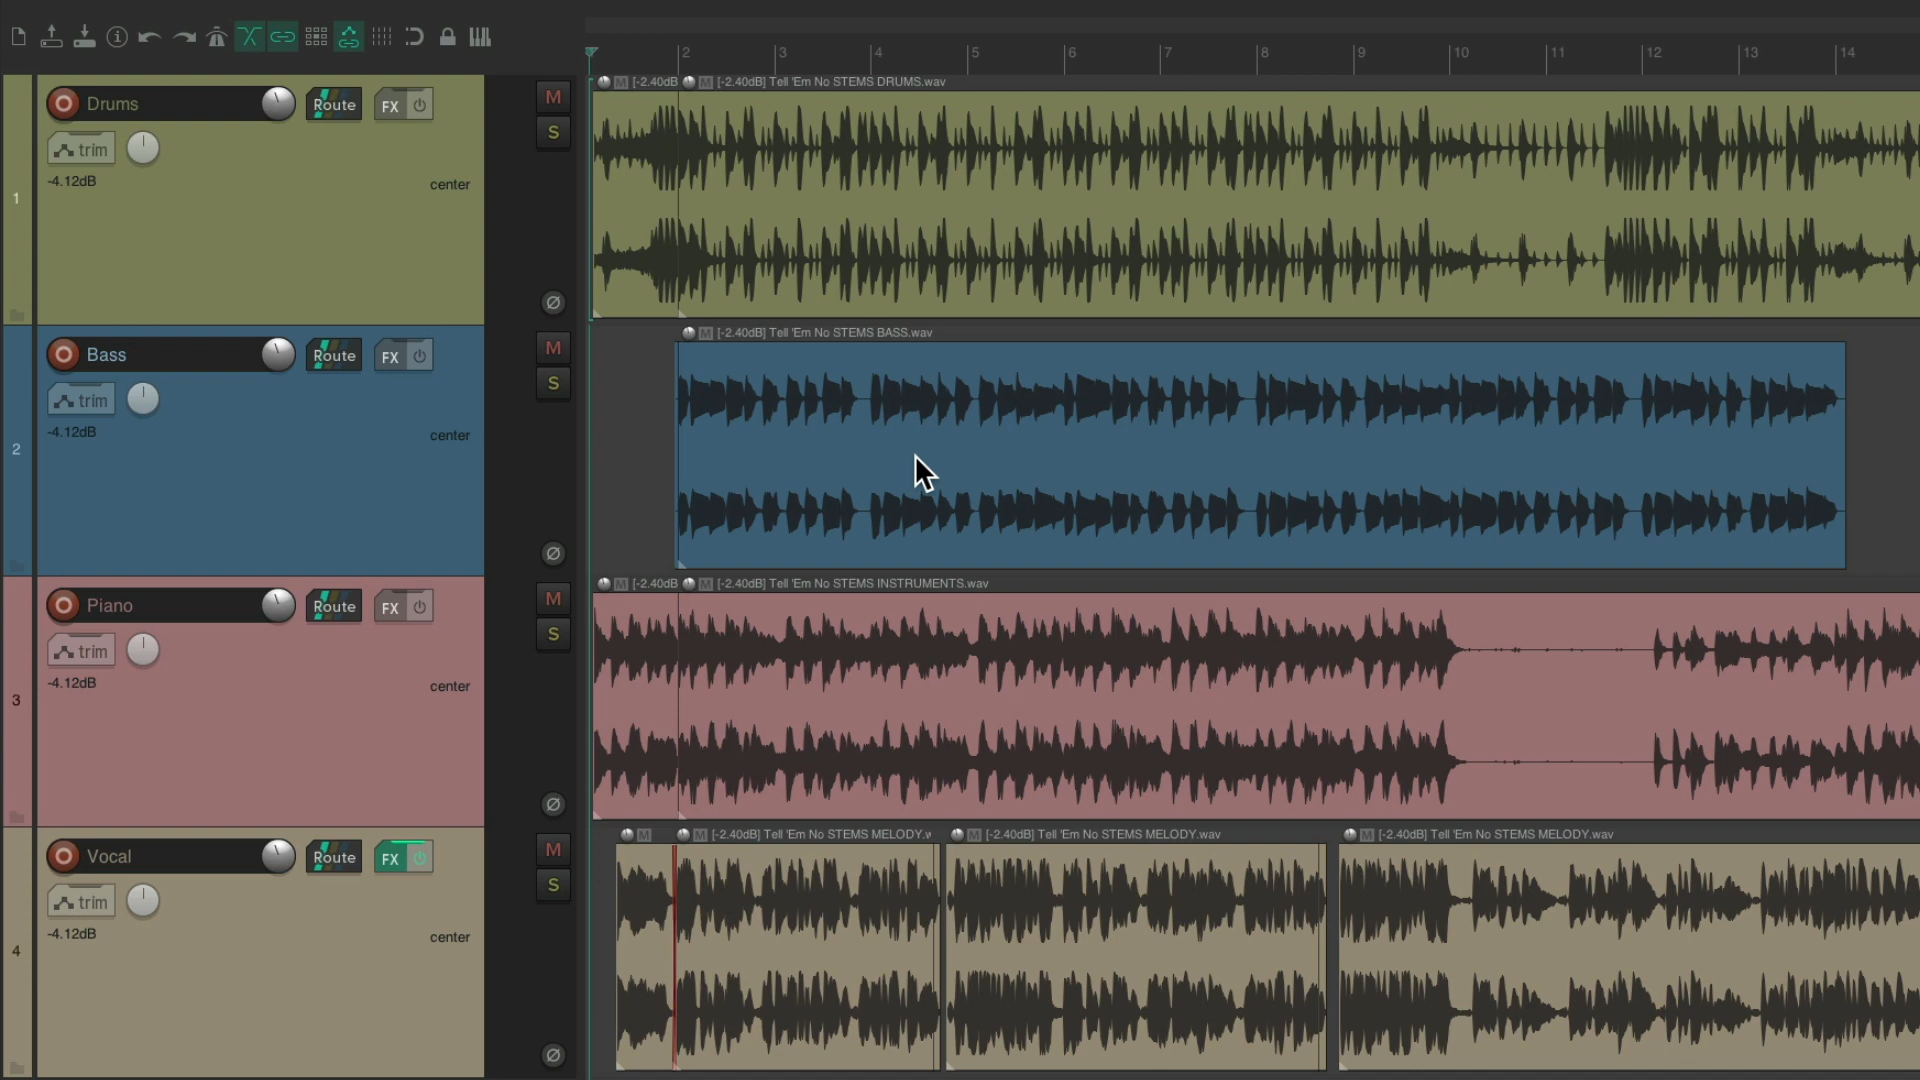 2 3 4 5 6 7 8 9 10 11 12 13 14
M [-2.40dB M [-2.40dB] Tell 'Em No STEMS DRUMS.wav
Drums Route FX M
trim S
-4.12dB center
1
M [-2.40dB] Tell 'Em No STEMS BASS.wav
Bass Route FX M
trim S
-4.12dB center
2
M [-2.40dB M [-2.40dB] Tell 'Em No STEMS INSTRUMENTS.wav
Piano Route FX M
trim S
-4.12dB center
3
M M [-2.40dB] Tell 'Em No STEMS MELODY.w M [-2.40dB] Tell 'Em No STEMS MELODY.wav M [-2.40dB] Tell 'Em No STEMS MELODY.wav
Vocal Route FX M
trim S
-4.12dB center
4